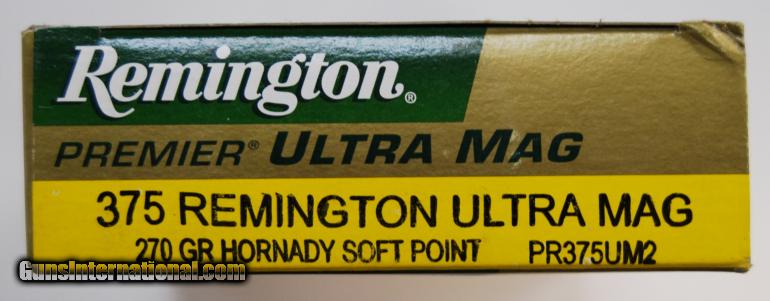 Remington®
PREMIER® ULTRA MAG
375 REMINGTON ULTRA MAG
270 GR HORNADY SOFT POINT PR375UM2
GunsInternational.com